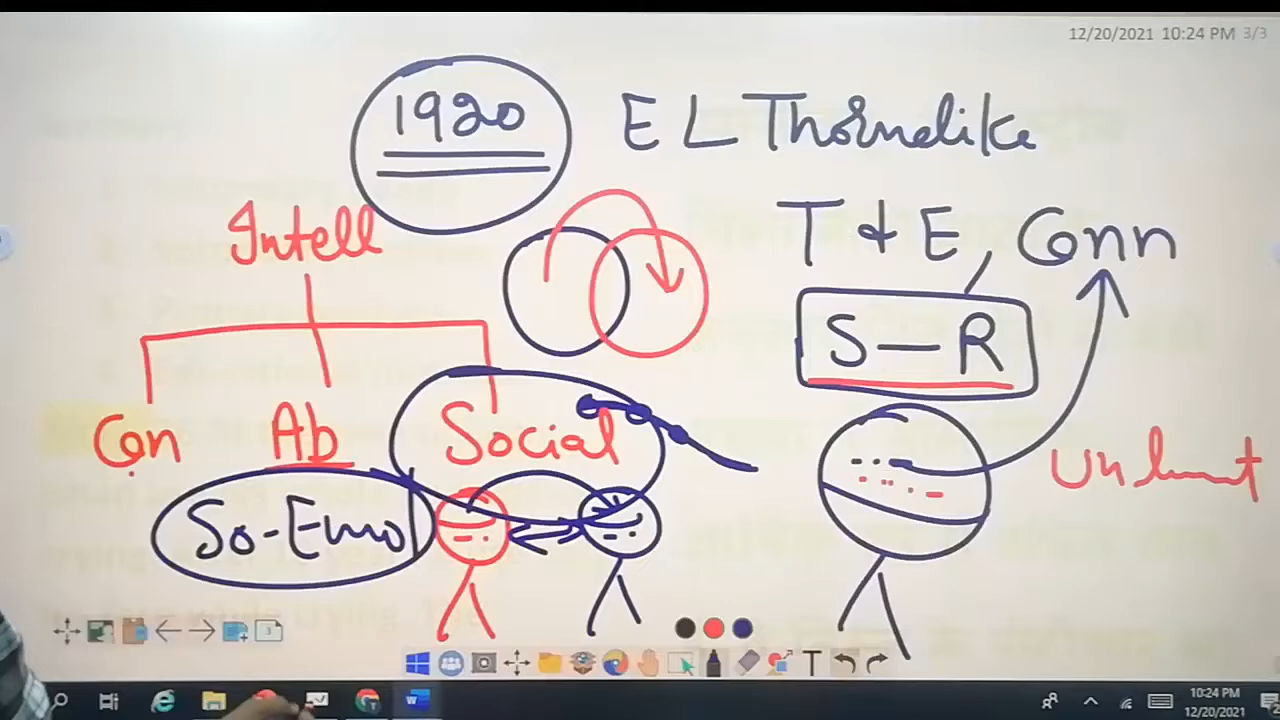 12/20/2021 10:24 PM 3/3
1920
E L Thorndike
Intell
T & E, Conn
S — R
Con Ab Social
So-Emo
10:24 PM
12/20/2021